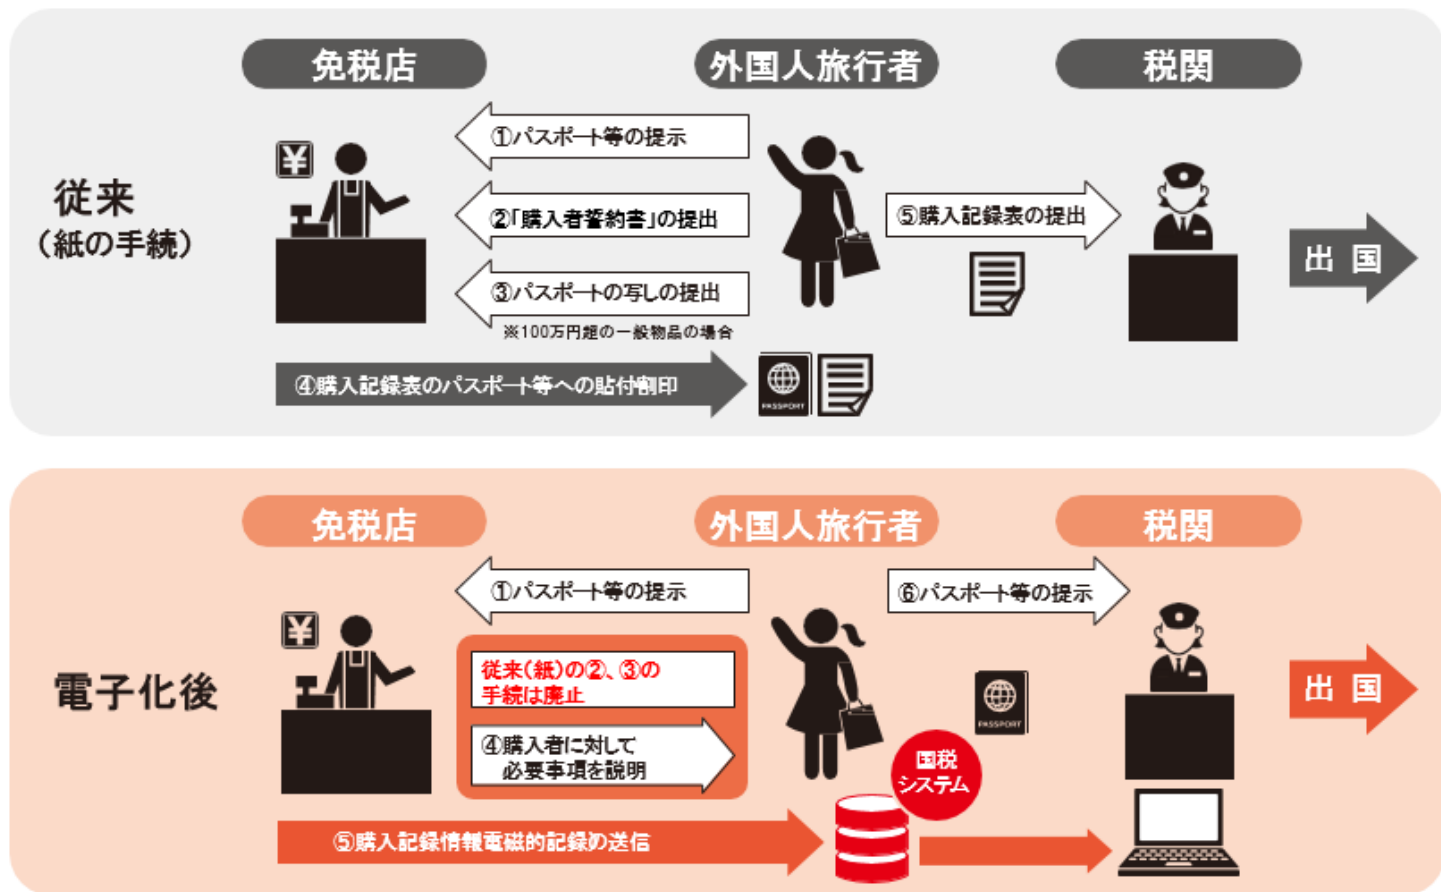 免税店
外国人旅行者
税関
従来
(紙の手続)
¥
①パスポート等の提示
②「購入者誓約書」の提出
③パスポートの写しの提出
※100万円超の一般物品の場合
④購入記録表のパスポート等への貼付割印
PASSPORT
⑤購入記録表の提出
出 国
免税店
外国人旅行者
税関
電子化後
¥
①パスポート等の提示
従来(紙)の②、③の
手続は廃止
④購入者に対して
必要事項を説明
⑤購入記録情報電磁的記録の送信
国税
システム
⑥パスポート等の提示
PASSPORT
出 国